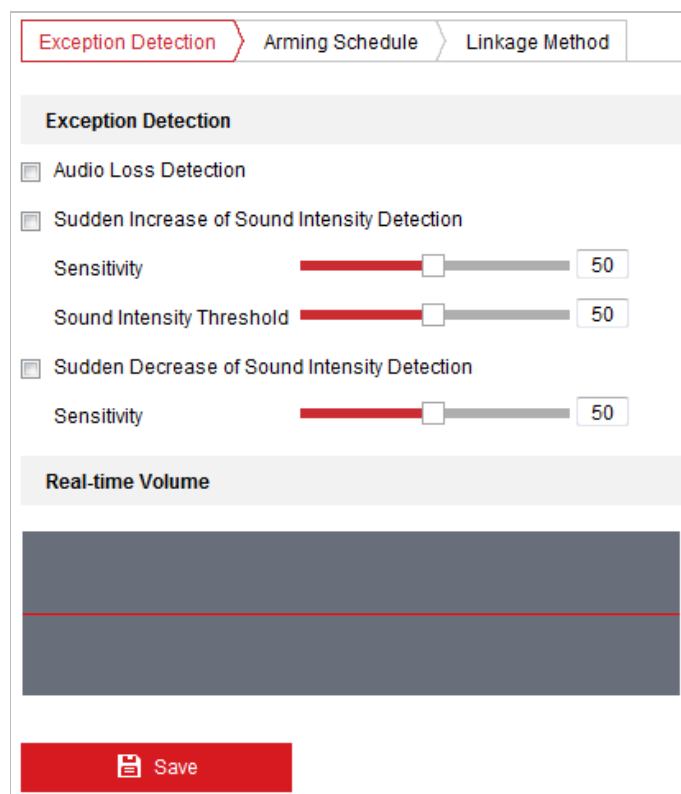 Exception Detection Arming Schedule Linkage Method
Exception Detection
Audio Loss Detection
Sudden Increase of Sound Intensity Detection
Sensitivity 50
Sound Intensity Threshold 50
Sudden Decrease of Sound Intensity Detection
Sensitivity 50
Real-time Volume
Save